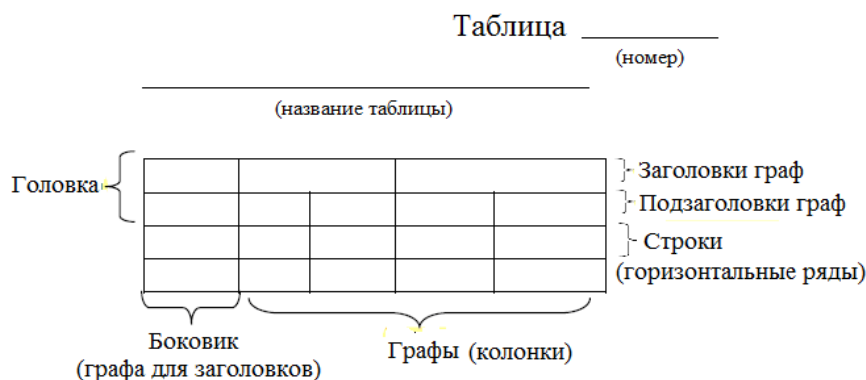 Таблица
(номер)
(название таблицы)
Головка
Заголовки граф
Подзаголовки граф
Строки
(горизонтальные ряды)
Боковик
(графа для заголовков)
Графы (колонки)